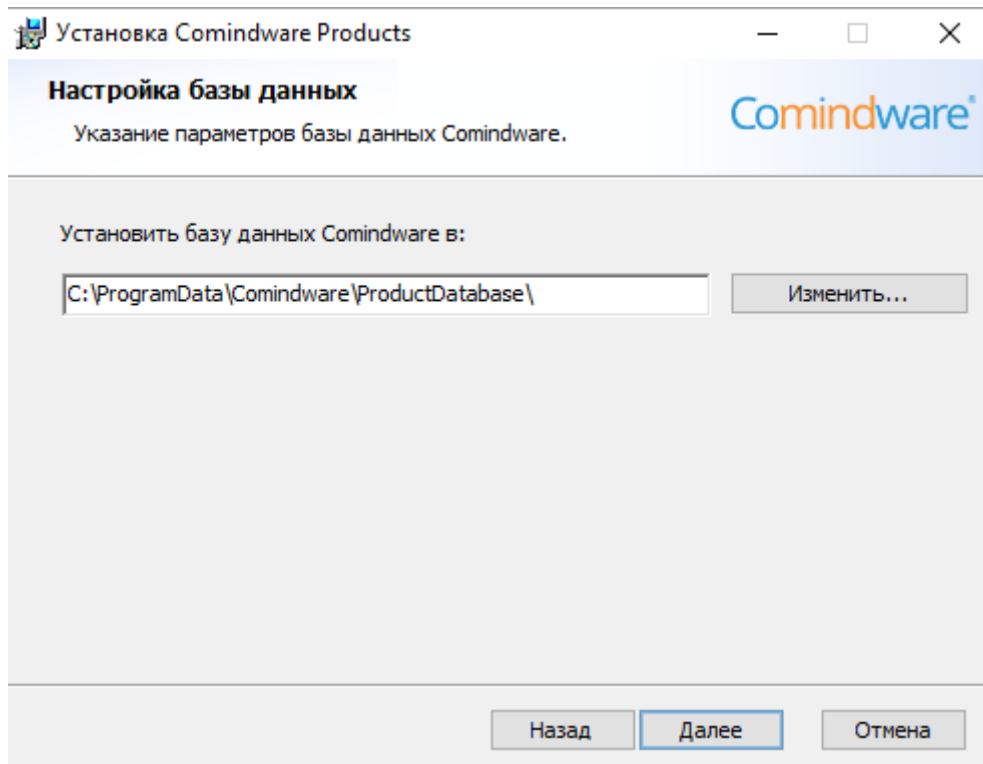 Установка Comindware Products
Настройка базы данных
Указание параметров базы данных Comindware.
Comindware®
Установить базу данных Comindware в:
C:\ProgramData\Comindware\ProductDatabase\
Изменить...
Назад
Далее
Отмена